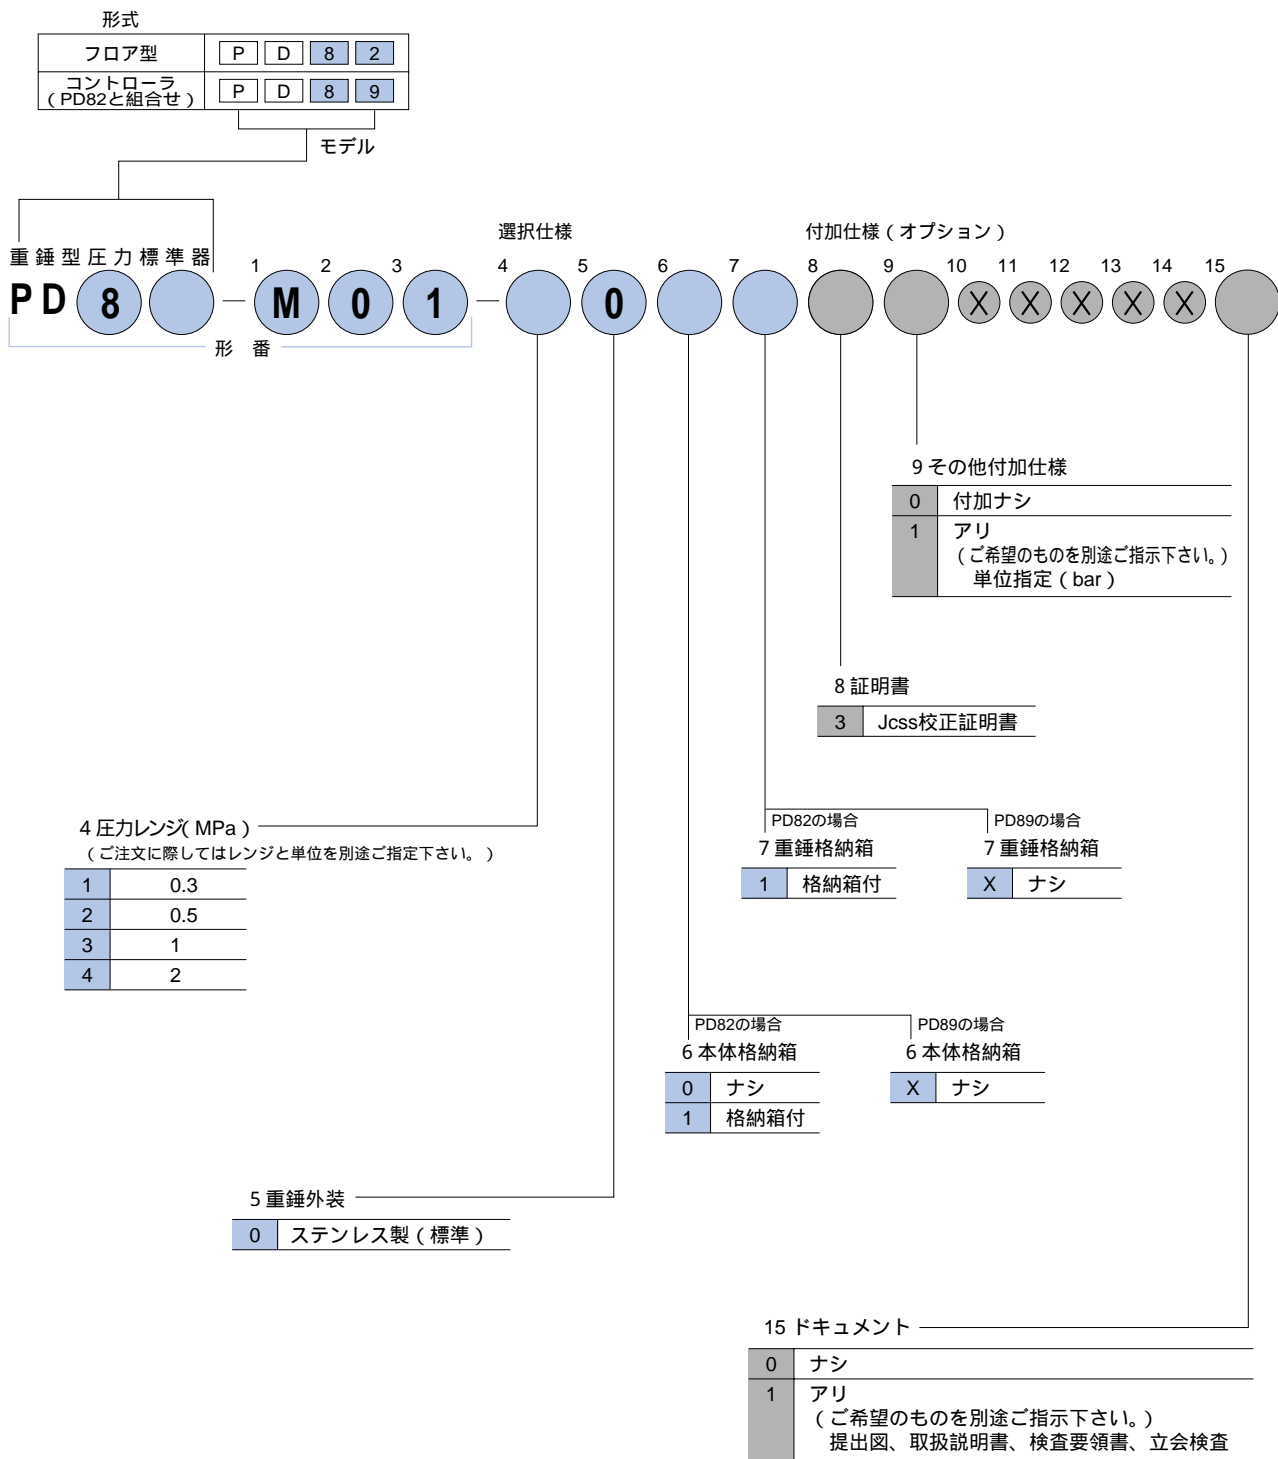 形式
フロア型 P D 8 2
コントローラ
(PD82と組合せ) P D 8 9
モデル
選択仕様 付加仕様(オプション)
重錘型圧力標準器
1 2 3 4 5 6 7 8 9 10 11 12 13 14 15
PD 8 — M 0 1 — 0 X X X X X
形 番
9 その他付加仕様
0 付加ナシ
1 アリ
(ご希望のものを別途ご指示下さい。)
単位指定(bar)
8 証明書
3 Jcss校正証明書
4 圧力レンジ(MPa)
(ご注文に際してはレンジと単位を別途ご指定下さい。)
1 0.3
2 0.5
3 1
4 2
PD82の場合 PD89の場合
7 重錘格納箱 7 重錘格納箱
1 格納箱付 X ナシ
PD82の場合 PD89の場合
6 本体格納箱 6 本体格納箱
0 ナシ X ナシ
1 格納箱付
5 重錘外装
0 ステンレス製(標準)
15 ドキュメント
0 ナシ
1 アリ
(ご希望のものを別途ご指示下さい。)
提出図、取扱説明書、検査要領書、立会検査